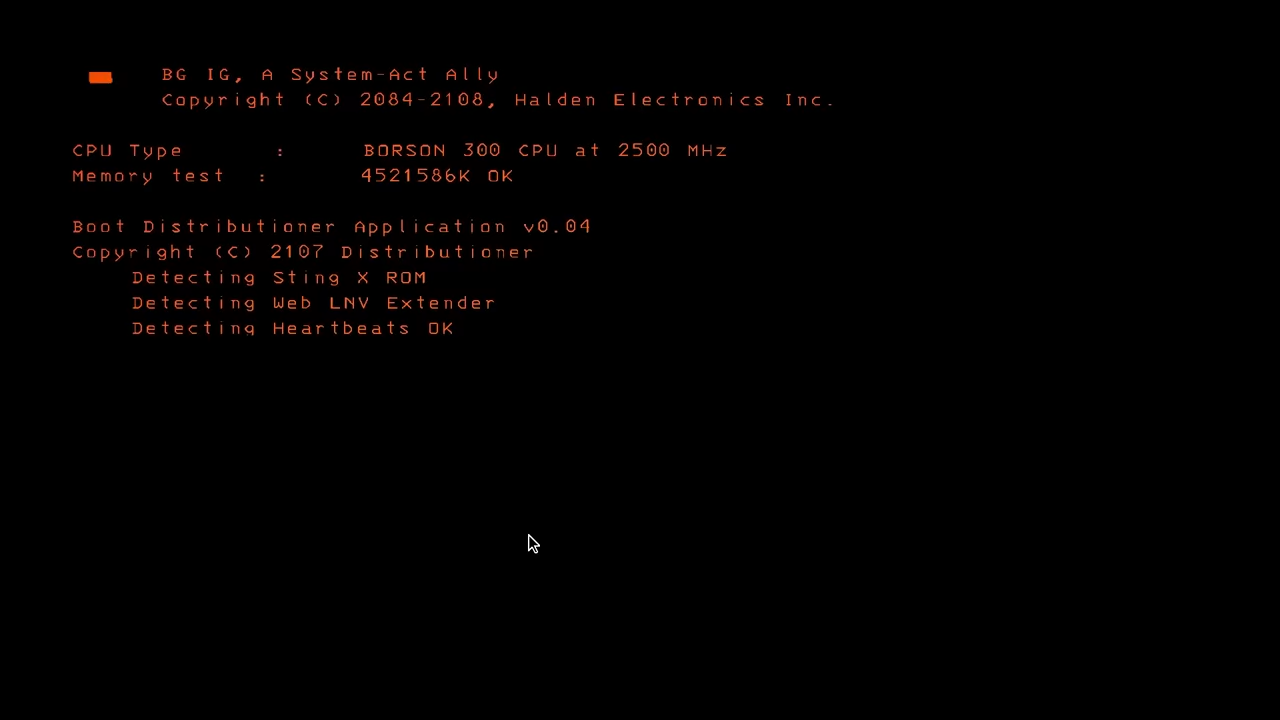 BG IG, A System-Act Ally
Copyright (C) 2084-2108, Halden Electronics Inc.
CPU Type : BORSON 300 CPU at 2500 MHz
Memory test : 4521586K OK
Boot Distributioner Application v0.04
Copyright (C) 2107 Distributioner
Detecting Sting X ROM
Detecting Web LNV Extender
Detecting Heartbeats OK